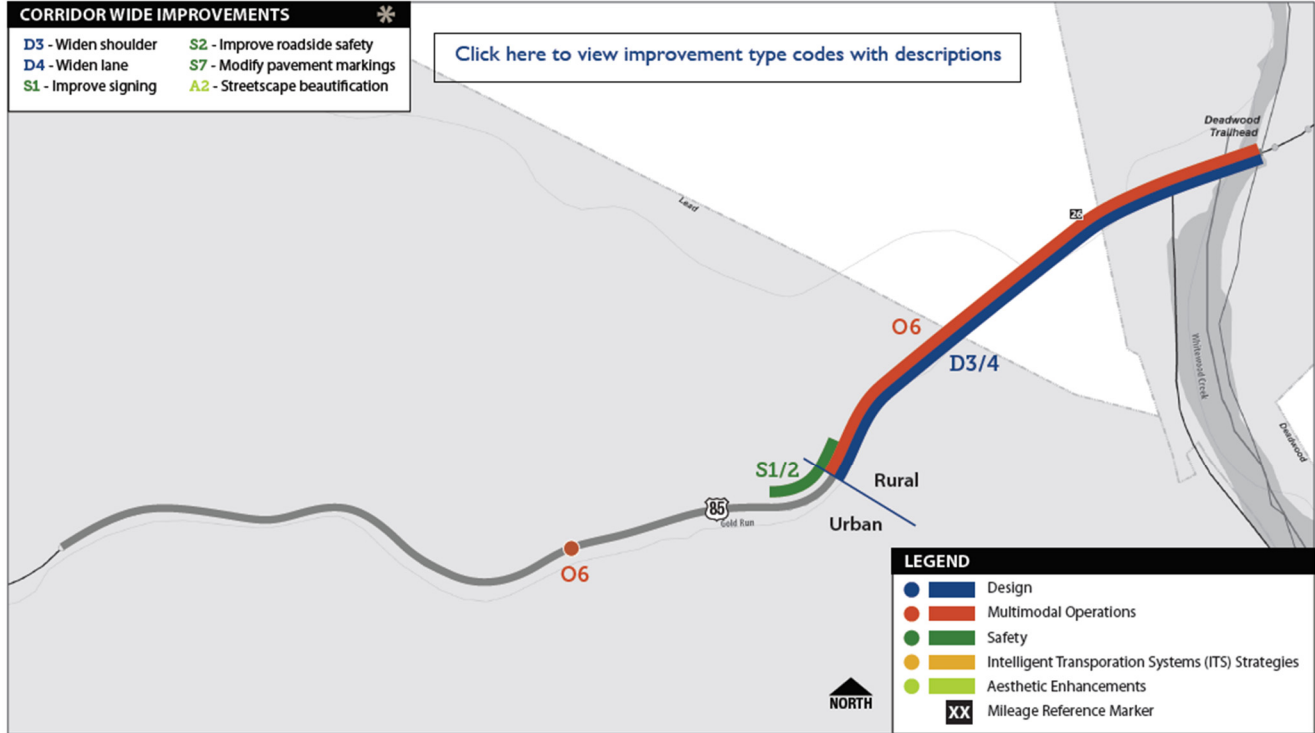 CORRIDOR WIDE IMPROVEMENTS *
D3 - Widen shoulder
D4 - Widen lane
S1 - Improve signing
S2 - Improve roadside safety
S7 - Modify pavement markings
A2 - Streetscape beautification
Click here to view improvement type codes with descriptions
Deadwood
Trailhead
Lead
26
O6
D3/4
Whitewood Creek
Deadwood
S1/2
Rural
85
Gold Run
Urban
O6
NORTH
LEGEND
Design
Multimodal Operations
Safety
Intelligent Transporation Systems (ITS) Strategies
Aesthetic Enhancements
XX Mileage Reference Marker